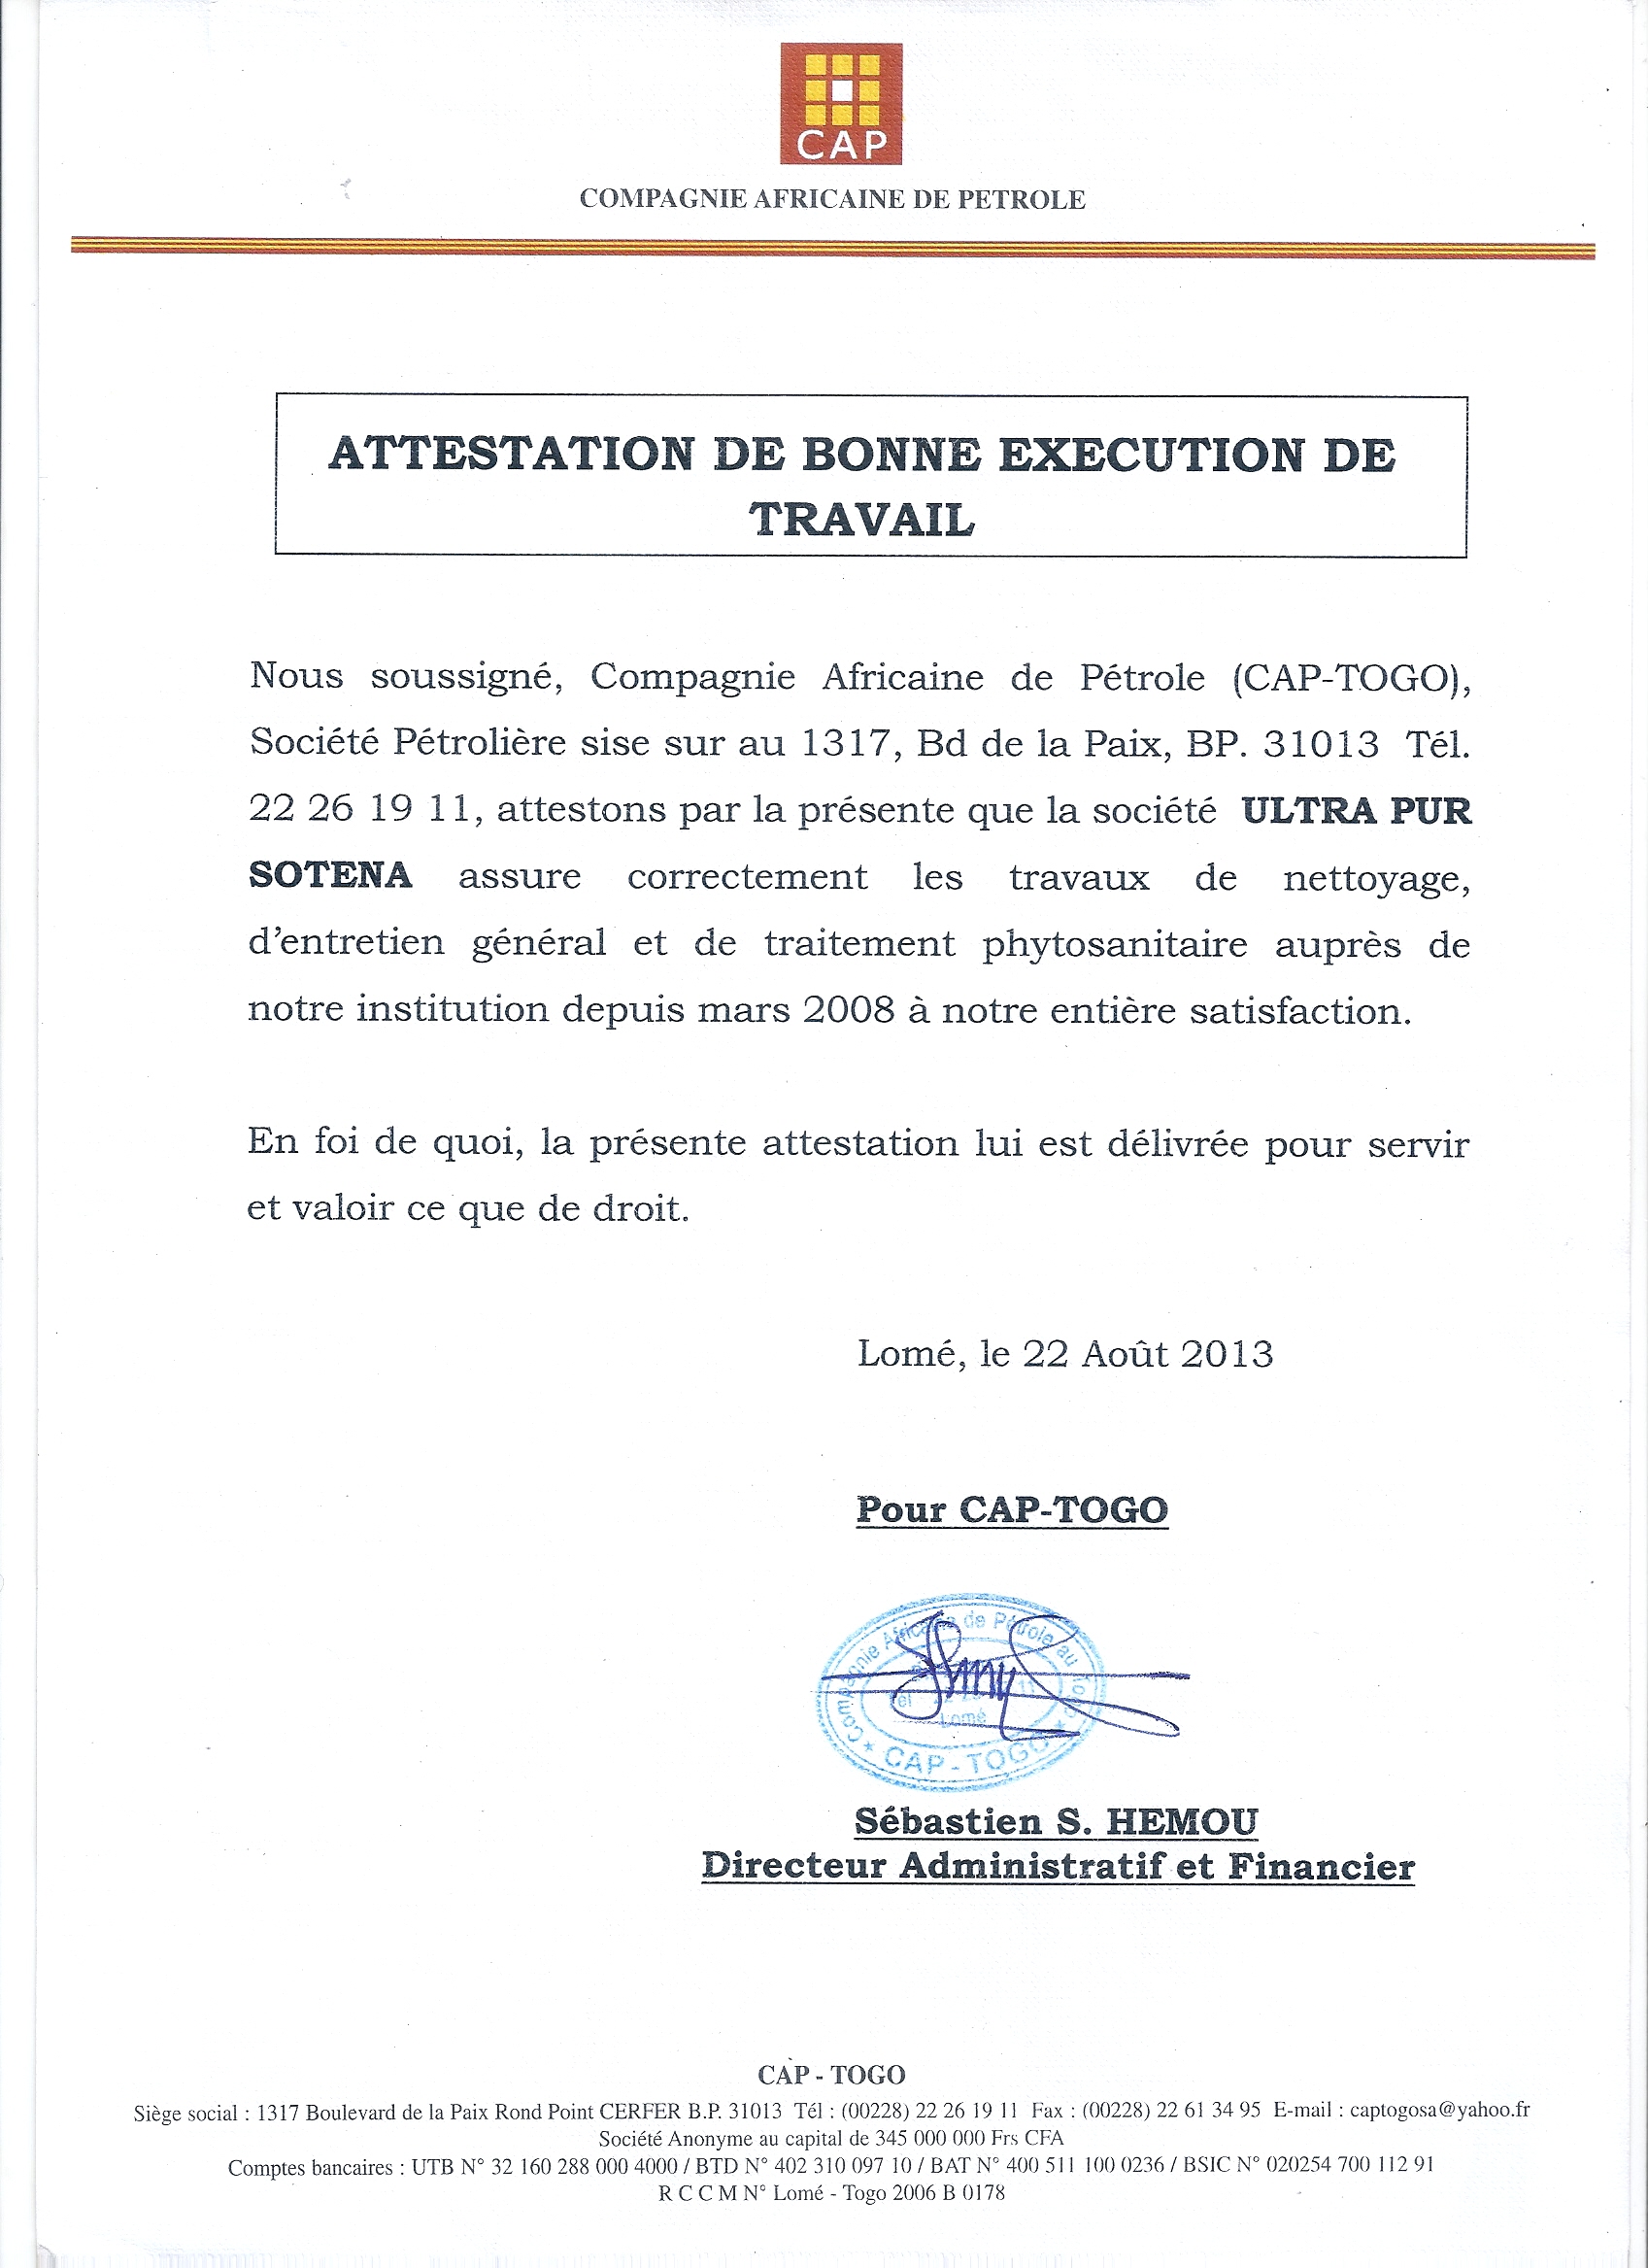 CAP
COMPAGNIE AFRICAINE DE PETROLE
ATTESTATION DE BONNE EXECUTION DE
TRAVAIL
Nous soussigné, Compagnie Africaine de Pétrole (CAP-TOGO),
Société Pétrolière sise sur au 1317, Bd de la Paix, BP. 31013 Tél.
22 26 19 11, attestons par la présente que la société ULTRA PUR
SOTENA assure correctement les travaux de nettoyage,
d'entretien général et de traitement phytosanitaire auprès de
notre institution depuis mars 2008 à notre entière satisfaction.
En foi de quoi, la présente attestation lui est délivrée pour servir
et valoir ce que de droit.
Lomé, le 22 Août 2013
Pour CAP-TOGO
Compagnie Africaine de Pétrole au Togo
Tél
Lomé
CAP - TOGO
Sébastien S. HEMOU
Directeur Administratif et Financier
CAP - TOGO
Siège social : 1317 Boulevard de la Paix Rond Point CERFER B.P. 31013 Tél : (00228) 22 26 19 11 Fax : (00228) 22 61 34 95 E-mail : captogosa@yahoo.fr
Société Anonyme au capital de 345 000 000 Frs CFA
Comptes bancaires : UTB N° 32 160 288 000 4000 / BTD N° 402 310 097 10 / BAT N° 400 511 100 0236 / BSIC N° 020254 700 112 91
R C C M N° Lomé - Togo 2006 B 0178